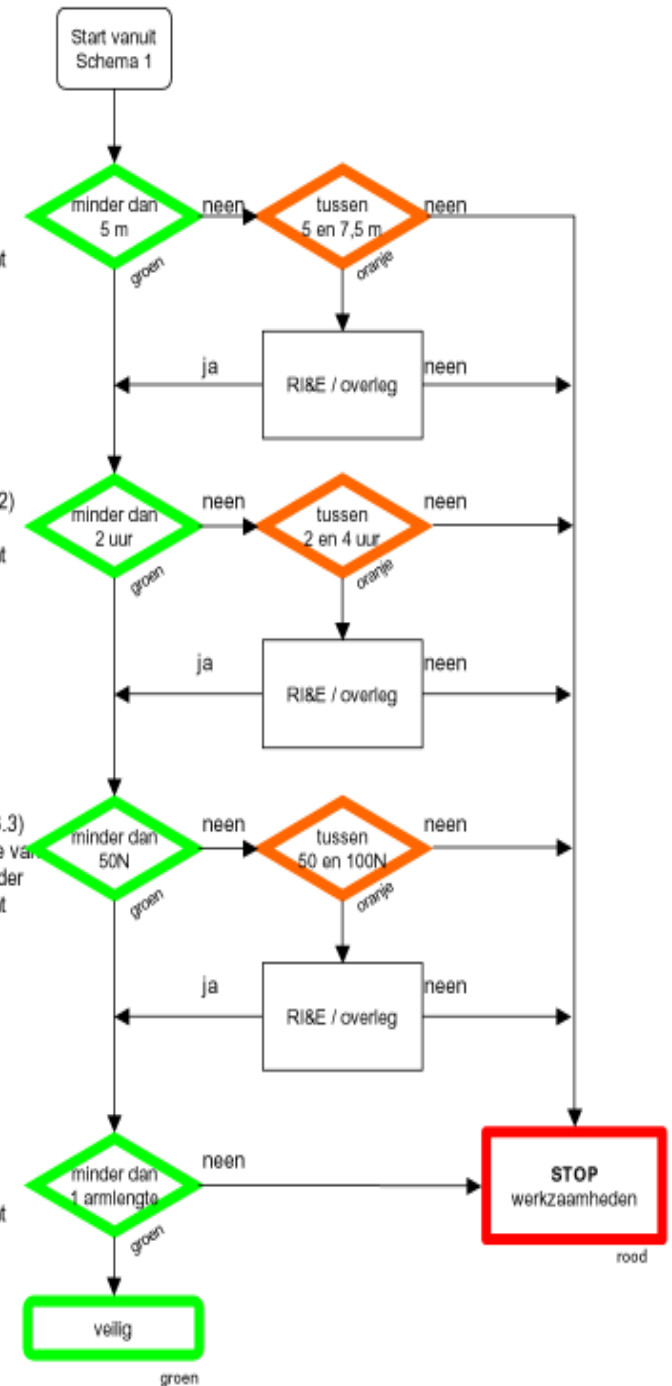 Start vanuit
Schema 1
minder dan
5 m
groen
neen
tussen
5 en 7,5 m
oranje
neen
ja
RI&E / overleg
neen
2)
minder dan
2 uur
groen
neen
tussen
2 en 4 uur
oranje
neen
ja
RI&E / overleg
neen
.3)
der
minder dan
50N
groen
neen
tussen
50 en 100N
oranje
neen
ja
RI&E / overleg
neen
minder dan
1 armlengte
groen
neen
STOP
werkzaamheden
rood
veilig
groen